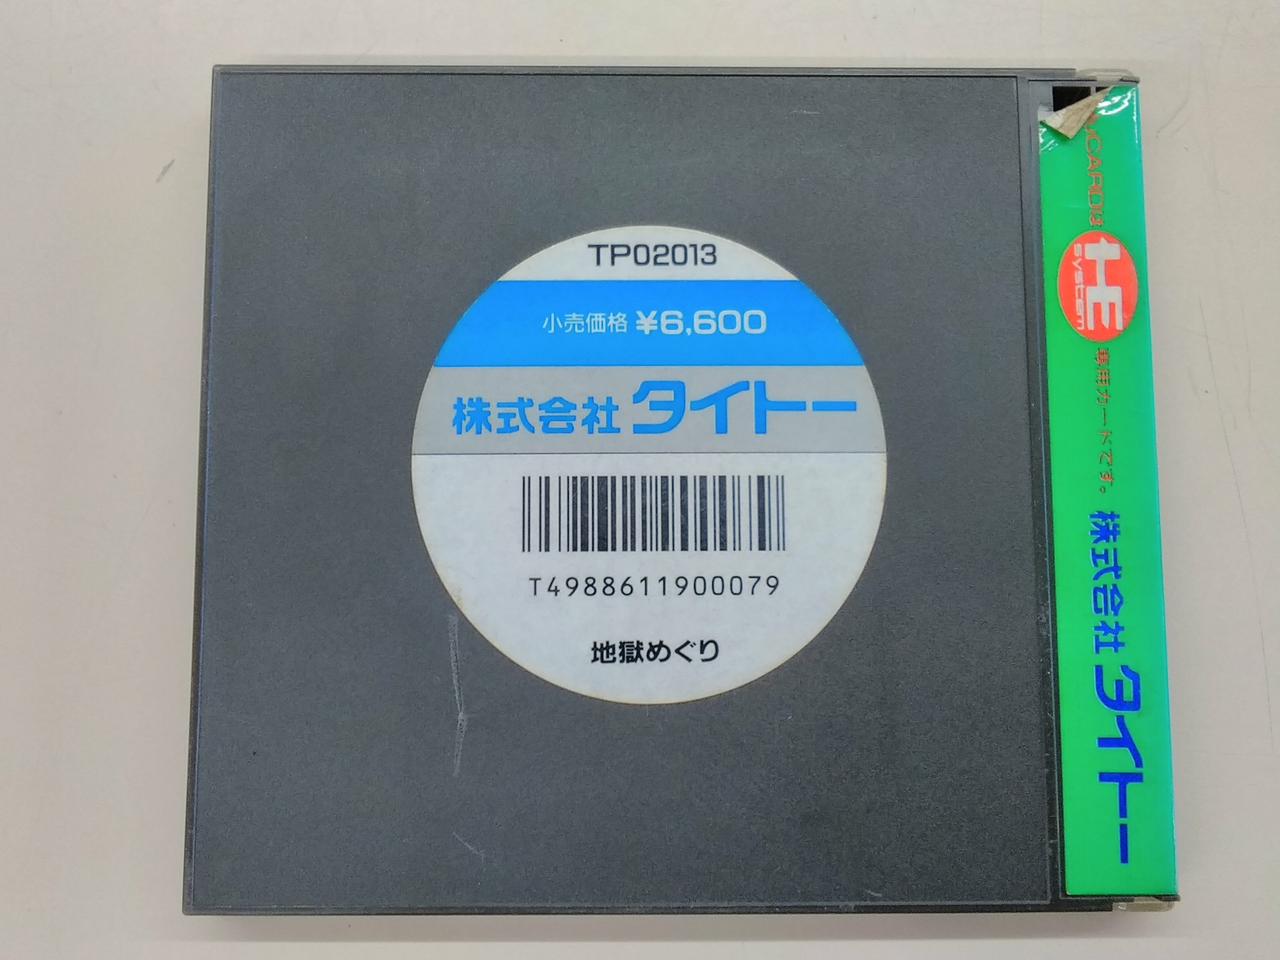 TP02013
小売価格 ¥6,600
株式会社 タイトー
T4988611900079
地獄めぐり
HE
system
専用カードです。
株式会社 タイトー